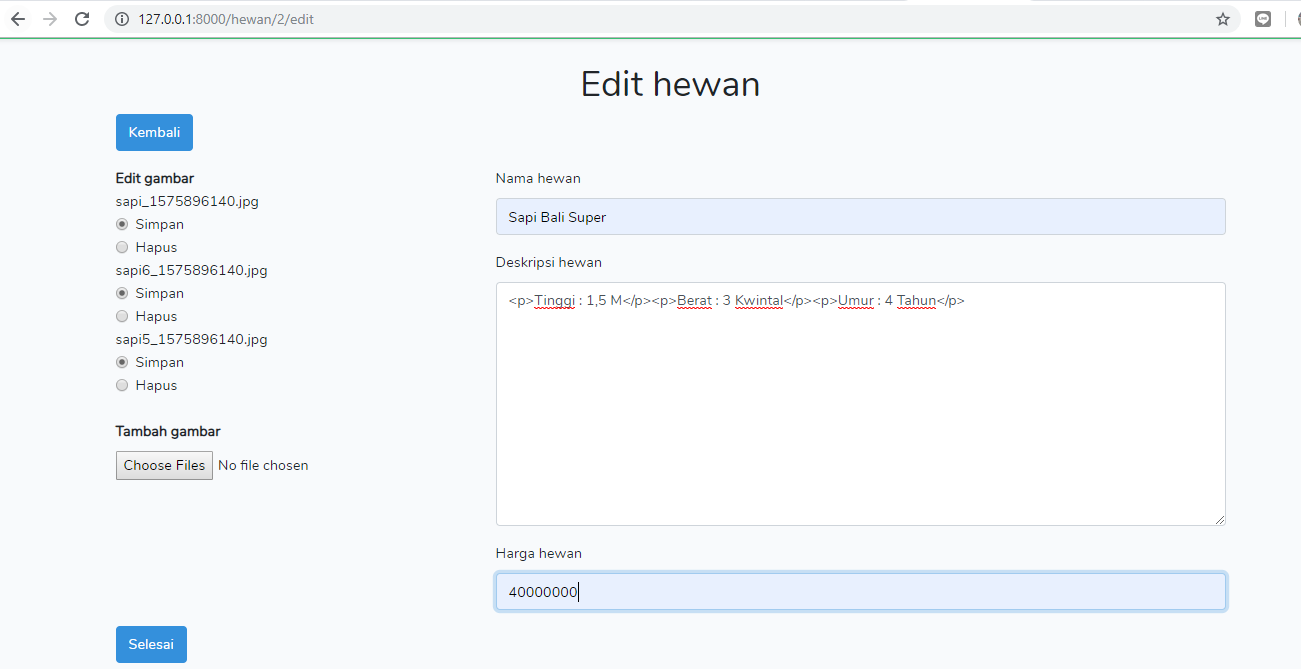 127.0.0.1:8000/hewan/2/edit
Edit hewan
Kembali
Edit gambar
sapi_1575896140.jpg
Simpan
Hapus
sapi6_1575896140.jpg
Simpan
Hapus
sapi5_1575896140.jpg
Simpan
Hapus
Tambah gambar
Choose Files No file chosen
Nama hewan
Sapi Bali Super
Deskripsi hewan
<p>Tinggi : 1,5 M</p><p>Berat : 3 Kwintal</p><p>Umur : 4 Tahun</p>
Harga hewan
40000000
Selesai